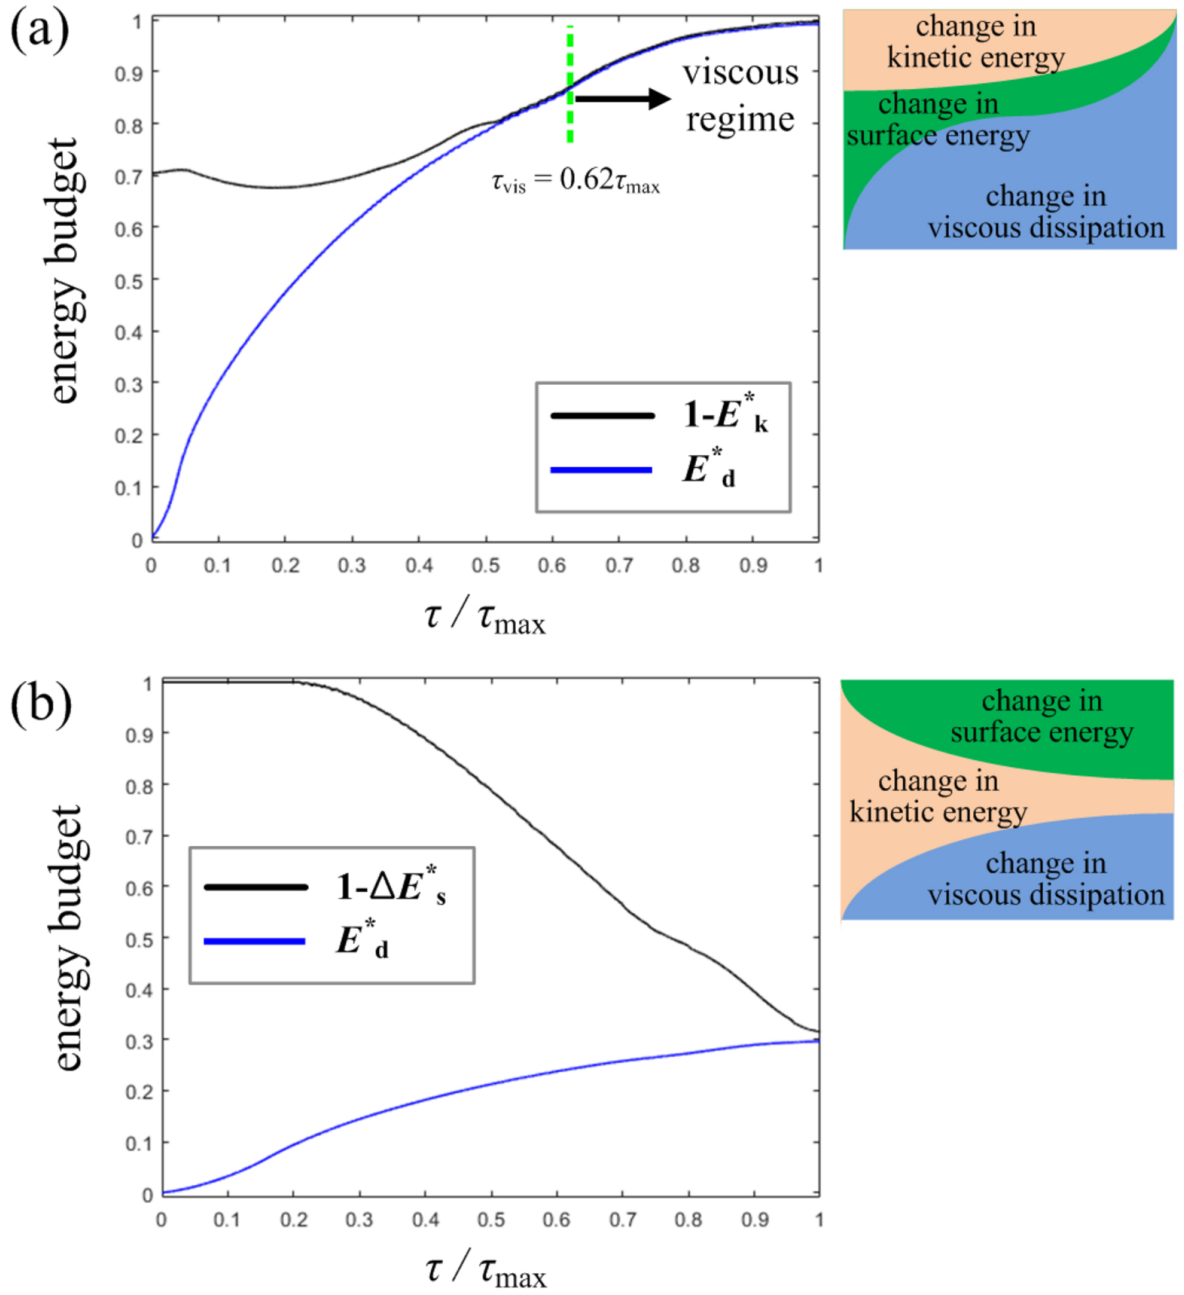 (a)
energy budget
1
0.9
0.8
0.7
0.6
0.5
0.4
0.3
0.2
0.1
0
viscous
regime
τvis = 0.62τmax
1-E*k
E*d
0 0.1 0.2 0.3 0.4 0.5 0.6 0.7 0.8 0.9 1
τ / τmax
change in
kinetic energy
change in
surface energy
change in
viscous dissipation
(b)
energy budget
1
0.9
0.8
0.7
0.6
0.5
0.4
0.3
0.2
0.1
0
1-ΔE*s
E*d
0 0.1 0.2 0.3 0.4 0.5 0.6 0.7 0.8 0.9 1
τ / τmax
change in
surface energy
change in
kinetic energy
change in
viscous dissipation